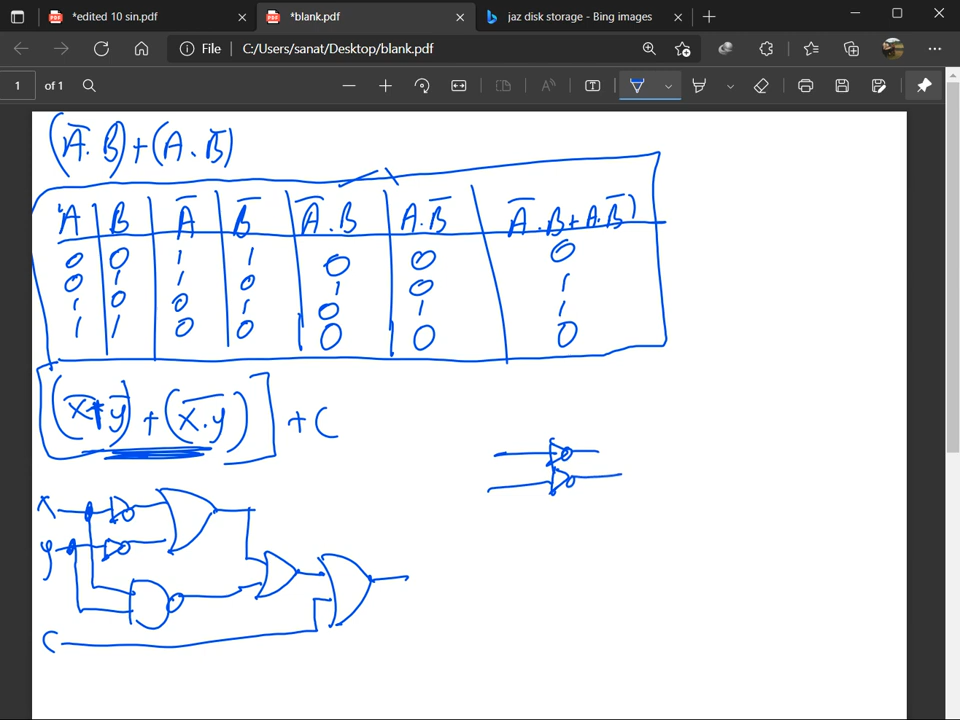 *edited 10 sin.pdf
*blank.pdf
jaz disk storage - Bing images
File C:/Users/sanat/Desktop/blank.pdf
1 of 1
(A̅.B)+(A.B̅)
A B A̅ B̅ A̅.B A.B̅ A̅.B+A.B̅)
0 0 1 1 0 0 0
0 1 1 0 1 0 1
1 0 0 1 0 1 1
1 1 0 0 0 0 0
[(x̅+y̅)+(x̅.̅y̅)]+C
x
y
C